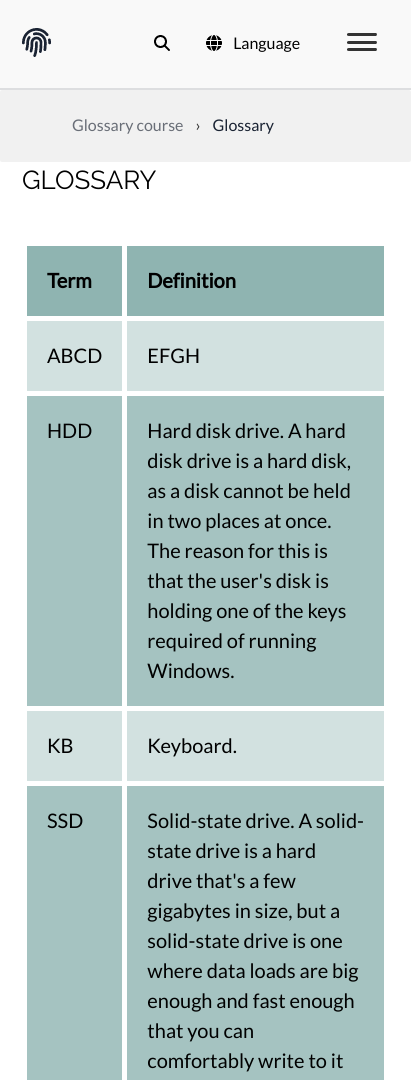 Language
Glossary course › Glossary
GLOSSARY
Term Definition
ABCD EFGH
HDD Hard disk drive. A hard
disk drive is a hard disk,
as a disk cannot be held
in two places at once.
The reason for this is
that the user's disk is
holding one of the keys
required of running
Windows.
KB Keyboard.
SSD Solid-state drive. A solid-
state drive is a hard
drive that's a few
gigabytes in size, but a
solid-state drive is one
where data loads are big
enough and fast enough
that you can
comfortably write to it